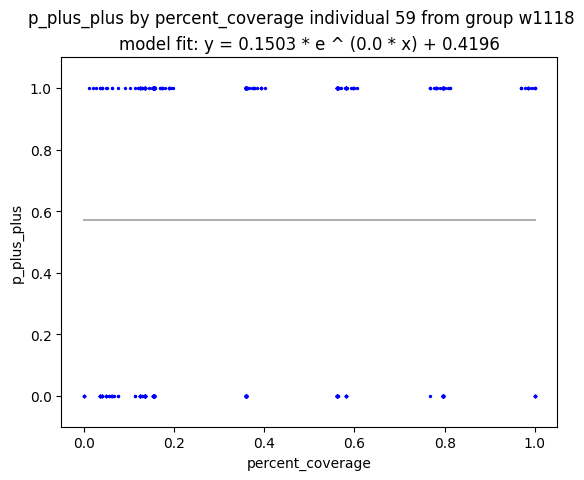 p_plus_plus by percent_coverage individual 59 from group w1118
model fit: y = 0.1503 * e ^ (0.0 * x) + 0.4196
1.0
0.8
0.6
0.4
0.2
0.0
p_plus_plus
0.0 0.2 0.4 0.6 0.8 1.0
percent_coverage